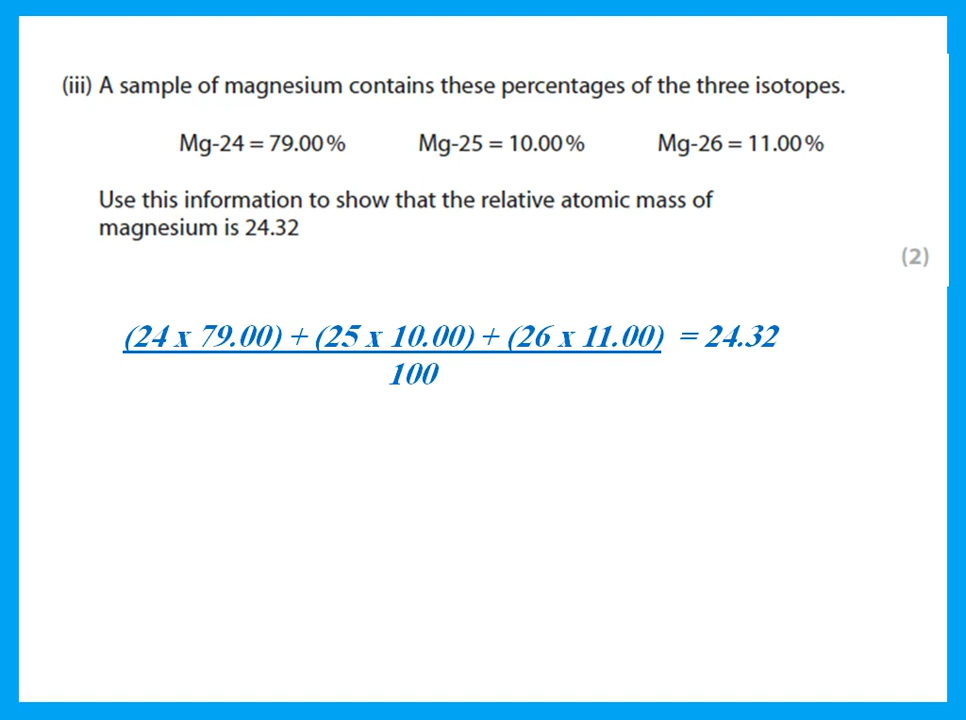 (iii) A sample of magnesium contains these percentages of the three isotopes.
Mg-24 = 79.00% Mg-25 = 10.00% Mg-26 = 11.00%
Use this information to show that the relative atomic mass of
magnesium is 24.32
(2)
(24 x 79.00) + (25 x 10.00) + (26 x 11.00) = 24.32
100